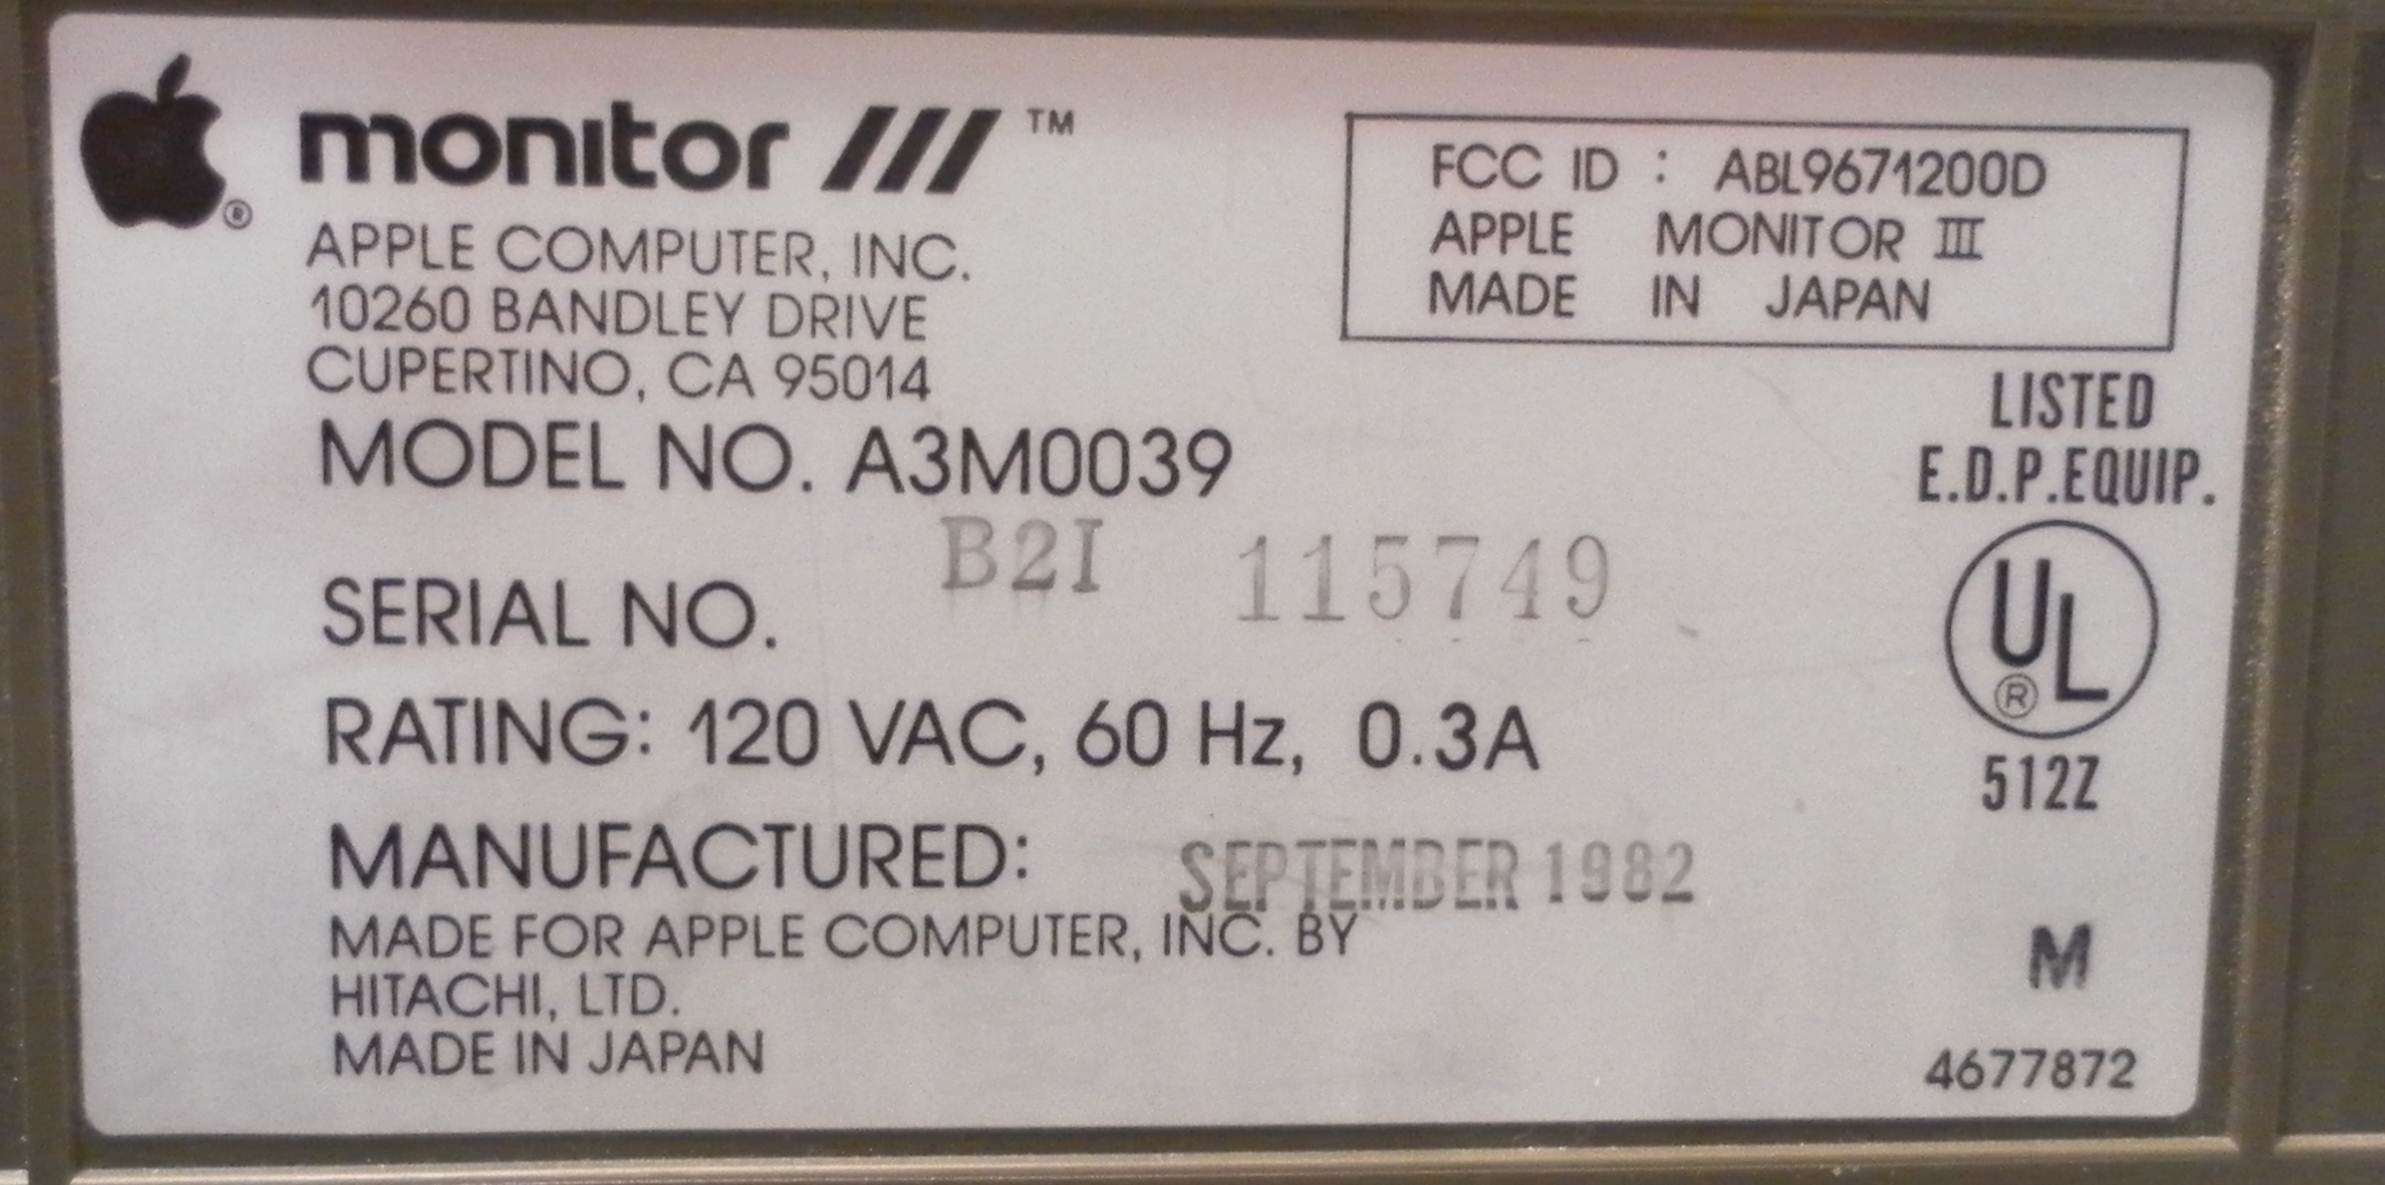 monitor ///™
APPLE COMPUTER, INC.
10260 BANDLEY DRIVE
CUPERTINO, CA 95014
MODEL NO. A3M0039
SERIAL NO. B2I 115749
RATING: 120 VAC, 60 Hz, 0.3A
MANUFACTURED: SEPTEMBER 1982
MADE FOR APPLE COMPUTER, INC. BY
HITACHI, LTD.
MADE IN JAPAN
FCC ID : ABL9671200D
APPLE MONITOR III
MADE IN JAPAN
LISTED
E.D.P. EQUIP.
UL®
512Z
M
4677872